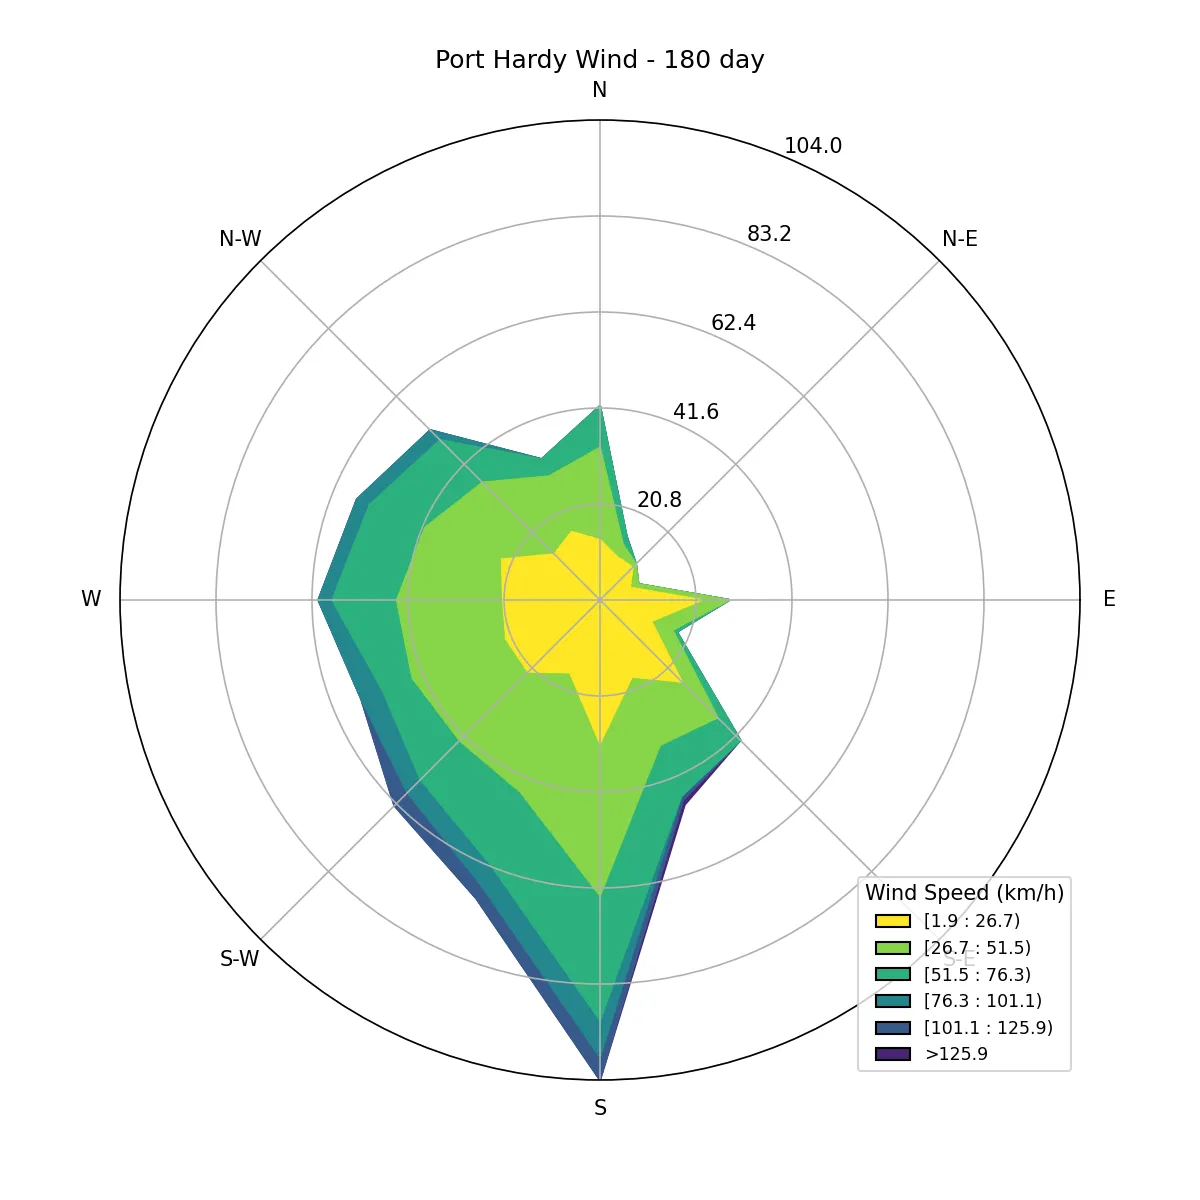 Port Hardy Wind - 180 day
N
104.0
83.2
N-W
N-E
62.4
41.6
20.8
W
E
Wind Speed (km/h)
[1.9 : 26.7)
[26.7 : 51.5)
S-W
S-E
[51.5 : 76.3)
[76.3 : 101.1)
[101.1 : 125.9)
>125.9
S